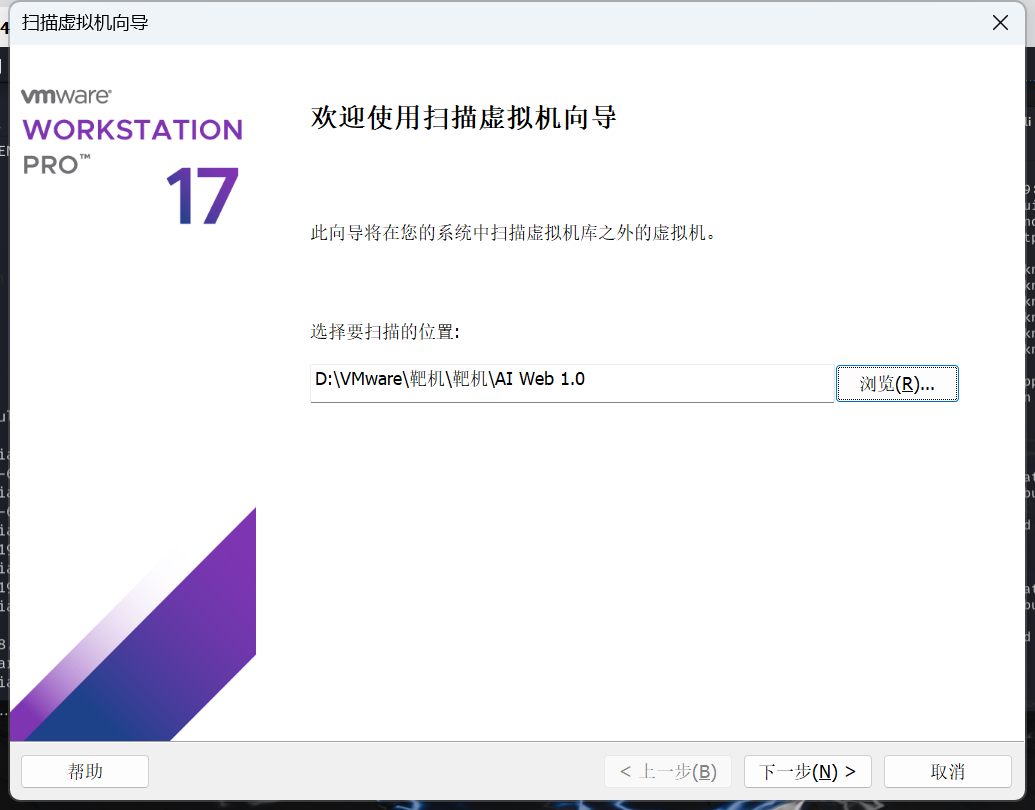 扫描虚拟机向导
vmware®
WORKSTATION
PRO™
17
欢迎使用扫描虚拟机向导
此向导将在您的系统中扫描虚拟机库之外的虚拟机。
选择要扫描的位置:
D:\VMware\靶机\靶机\AI Web 1.0
浏览(R)...
帮助
< 上一步(B)
下一步(N) >
取消